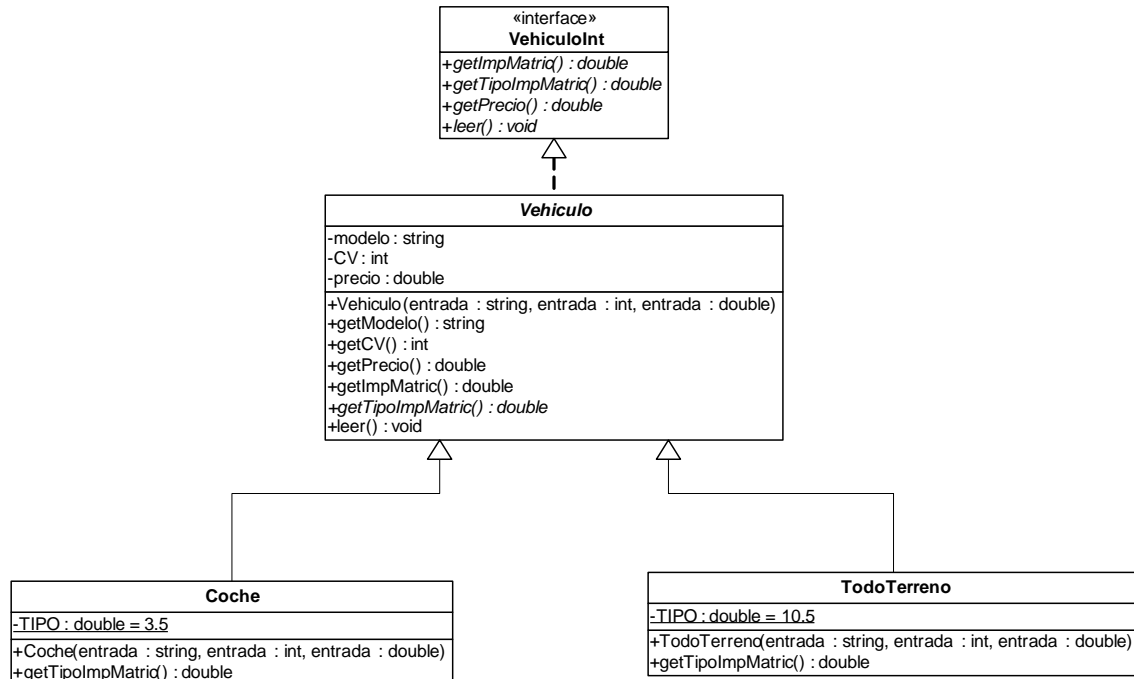 «interface»
VehiculoInt
+getImpMatric() : double
+getTipoImpMatric() : double
+getPrecio() : double
+leer() : void
Vehiculo
-modelo : string
-CV : int
-precio : double
+Vehiculo(entrada : string, entrada : int, entrada : double)
+getModelo() : string
+getCV() : int
+getPrecio() : double
+getImpMatric() : double
+getTipoImpMatric() : double
+leer() : void
Coche
-TIPO : double = 3.5
+Coche(entrada : string, entrada : int, entrada : double)
+getTipoImpMatric() : double
TodoTerreno
-TIPO : double = 10.5
+TodoTerreno(entrada : string, entrada : int, entrada : double)
+getTipoImpMatric() : double